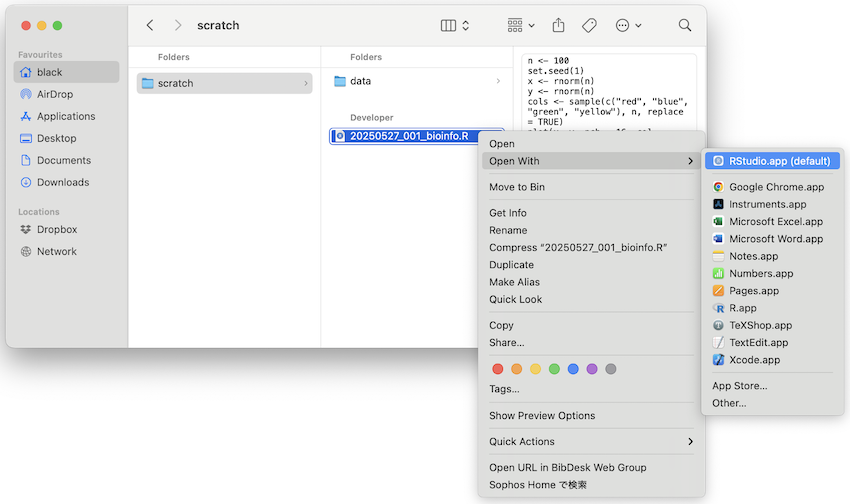 scratch
Favourites
black
AirDrop
Applications
Desktop
Documents
Downloads
Locations
Dropbox
Network
Folders
scratch
Folders
data
Developer
20250527_001_bioinfo.R
n <- 100
set.seed(1)
x <- rnorm(n)
y <- rnorm(n)
cols <- sample(c("red", "blue",
"green", "yellow"), n, replace
= TRUE)
Open
Open With
Move to Bin
Get Info
Rename
Compress “20250527_001_bioinfo.R”
Duplicate
Make Alias
Quick Look
Copy
Share...
Tags...
Show Preview Options
Quick Actions
Open URL in BibDesk Web Group
Sophos Home で検索
RStudio.app (default)
Google Chrome.app
Instruments.app
Microsoft Excel.app
Microsoft Word.app
Notes.app
Numbers.app
Pages.app
R.app
TeXShop.app
TextEdit.app
Xcode.app
App Store...
Other...